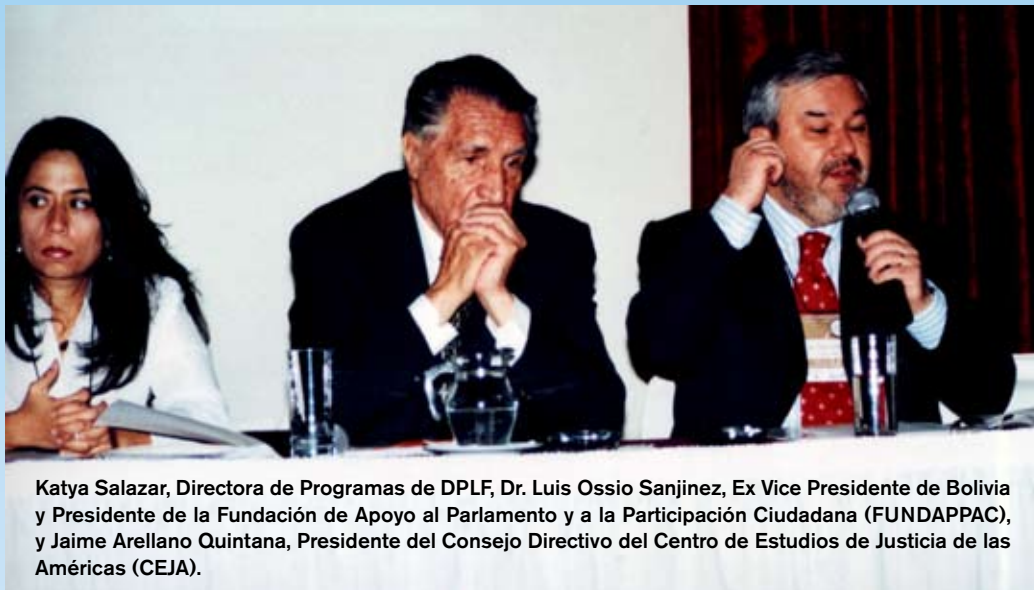 Katya Salazar, Directora de Programas de DPLF, Dr. Luis Ossio Sanjinez, Ex Vice Presidente de Bolivia
y Presidente de la Fundación de Apoyo al Parlamento y a la Participación Ciudadana (FUNDAPPAC),
y Jaime Arellano Quintana, Presidente del Consejo Directivo del Centro de Estudios de Justicia de las
Américas (CEJA).